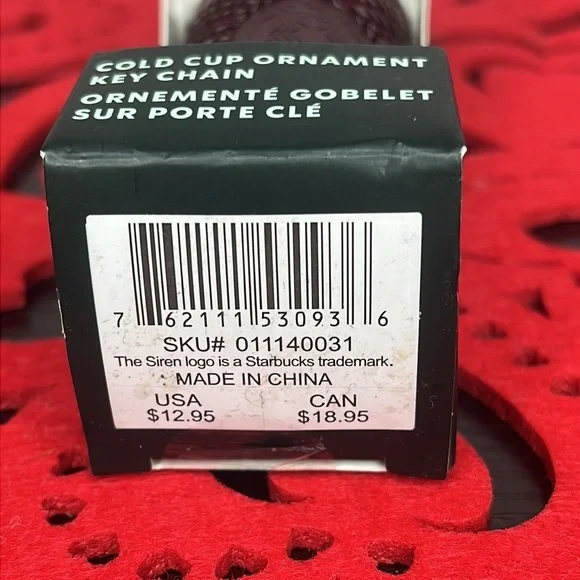 COLD CUP ORNAMENT
KEY CHAIN
ORNEMENTÉ GOBELET
SUR PORTE CLÉ
7 62111 53093 6
SKU# 011140031
The Siren logo is a Starbucks trademark.
MADE IN CHINA
USA CAN
$12.95 $18.95